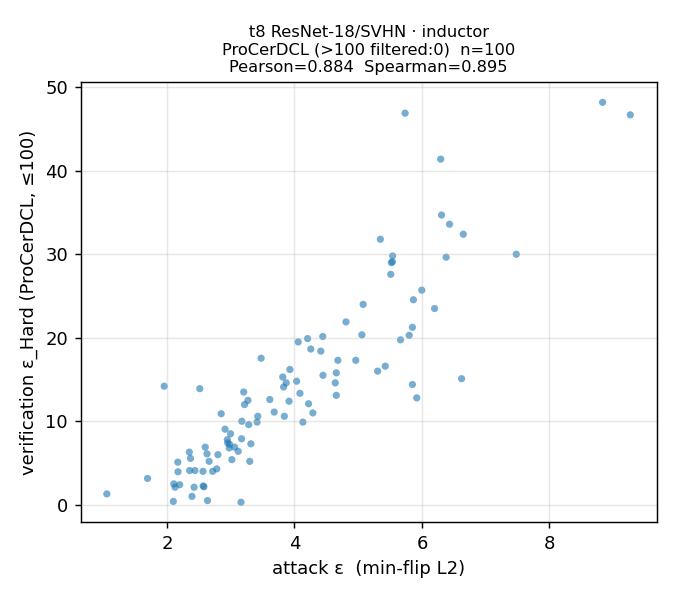 t8 ResNet-18/SVHN · inductor
ProCerDCL (>100 filtered:0)  n=100
Pearson=0.884  Spearman=0.895
verification ε_Hard (ProCerDCL, ≤100)
50
40
30
20
10
0
2
4
6
8
attack ε  (min-flip L2)